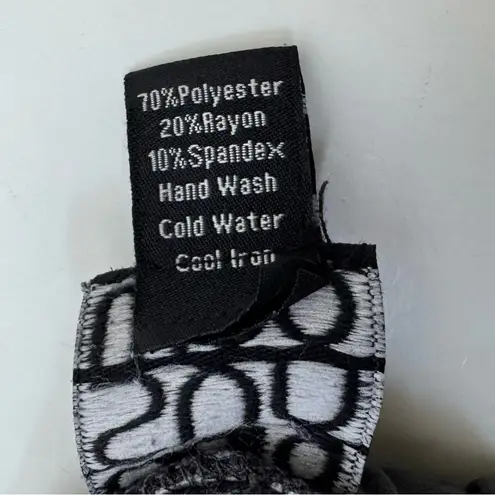 70%Polyester
20%Rayon
10%Spandex
Hand Wash
Cold Water
Cool Iron